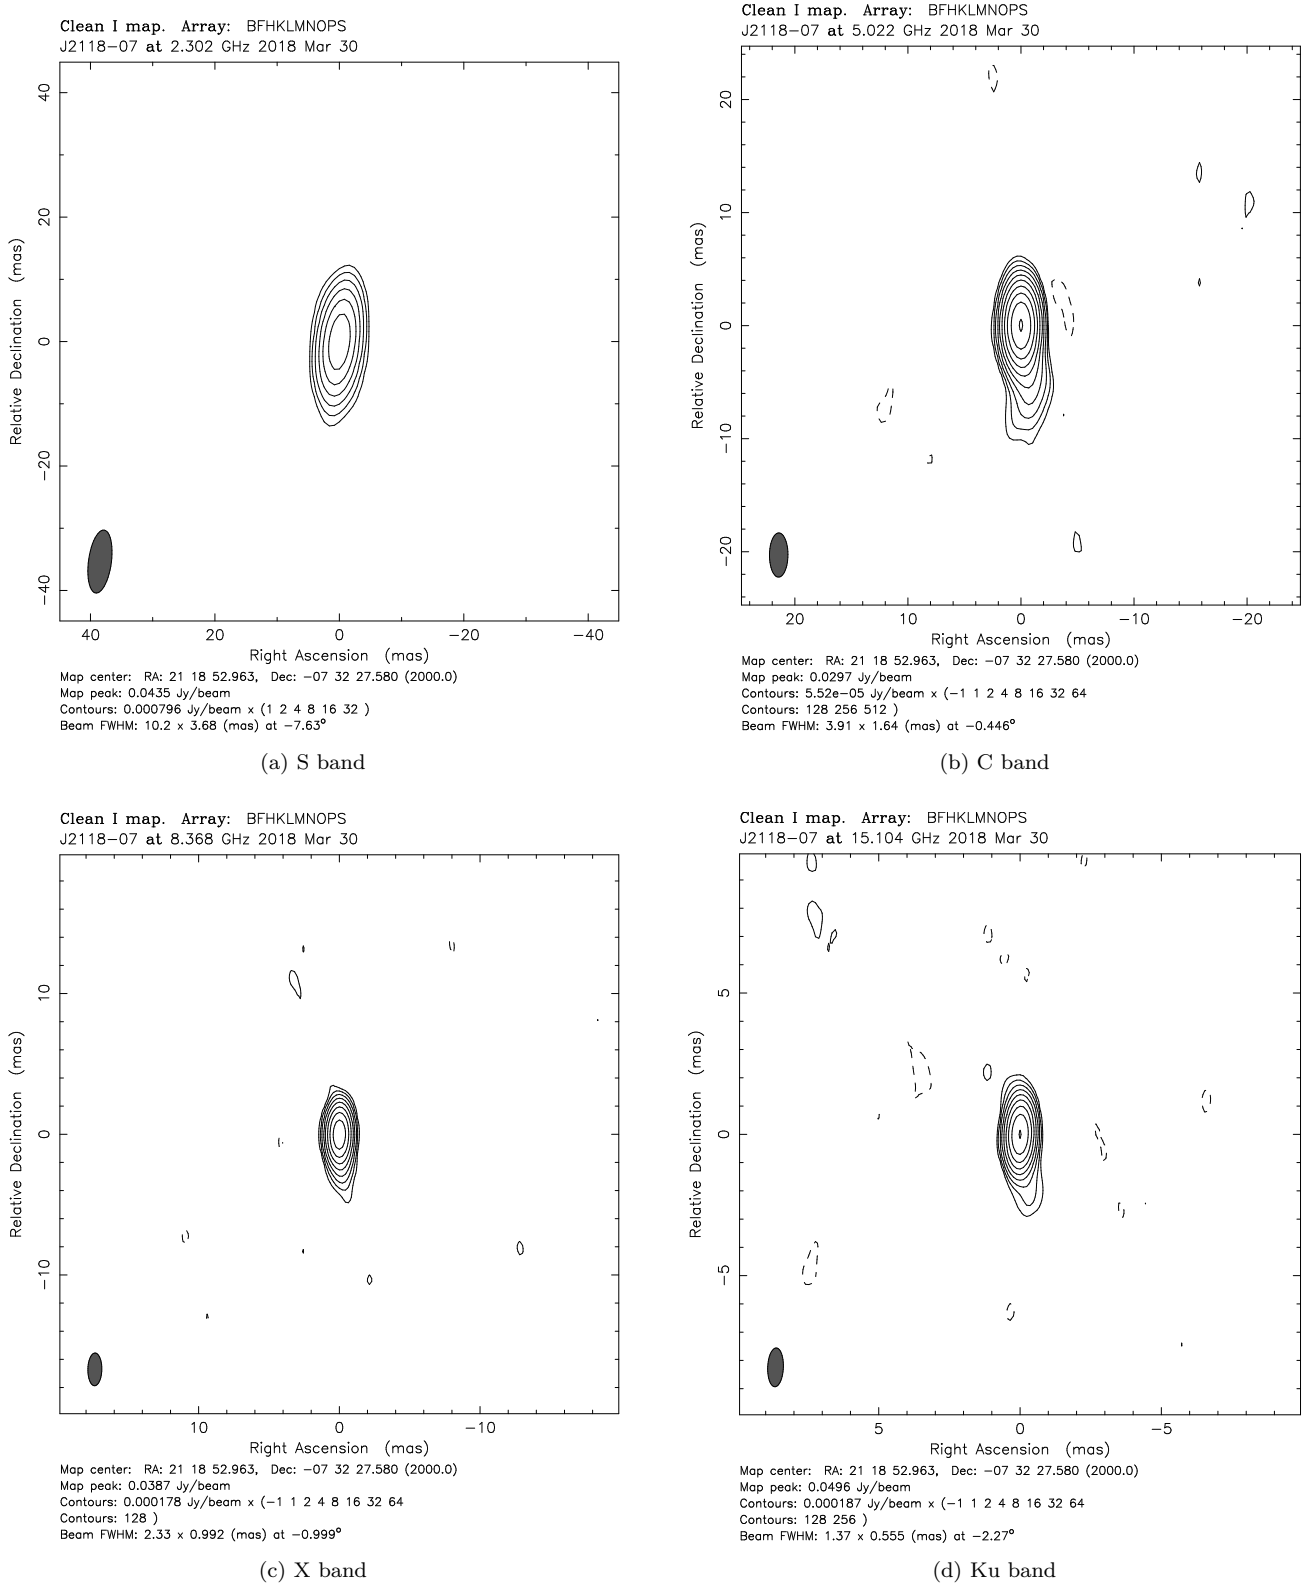 Clean I map. Array: BFHKLMNOPS
J2118−07 at 2.302 GHz 2018 Mar 30
Relative Declination (mas)
40
20
0
−20
−40
40 20 0 −20 −40
Right Ascension (mas)
Map center: RA: 21 18 52.963, Dec: −07 32 27.580 (2000.0)
Map peak: 0.0435 Jy/beam
Contours: 0.000796 Jy/beam x (1 2 4 8 16 32 )
Beam FWHM: 10.2 x 3.68 (mas) at −7.63°
(a) S band
Clean I map. Array: BFHKLMNOPS
J2118−07 at 5.022 GHz 2018 Mar 30
Relative Declination (mas)
20
10
0
−10
−20
20 10 0 −10 −20
Right Ascension (mas)
Map center: RA: 21 18 52.963, Dec: −07 32 27.580 (2000.0)
Map peak: 0.0297 Jy/beam
Contours: 5.52e−05 Jy/beam x (−1 1 2 4 8 16 32 64
Contours: 128 256 512 )
Beam FWHM: 3.91 x 1.64 (mas) at −0.446°
(b) C band
Clean I map. Array: BFHKLMNOPS
J2118−07 at 8.368 GHz 2018 Mar 30
Relative Declination (mas)
10
0
−10
10 0 −10
Right Ascension (mas)
Map center: RA: 21 18 52.963, Dec: −07 32 27.580 (2000.0)
Map peak: 0.0387 Jy/beam
Contours: 0.000178 Jy/beam x (−1 1 2 4 8 16 32 64
Contours: 128 )
Beam FWHM: 2.33 x 0.992 (mas) at −0.999°
(c) X band
Clean I map. Array: BFHKLMNOPS
J2118−07 at 15.104 GHz 2018 Mar 30
Relative Declination (mas)
5
0
−5
5 0 −5
Right Ascension (mas)
Map center: RA: 21 18 52.963, Dec: −07 32 27.580 (2000.0)
Map peak: 0.0496 Jy/beam
Contours: 0.000187 Jy/beam x (−1 1 2 4 8 16 32 64
Contours: 128 256 )
Beam FWHM: 1.37 x 0.555 (mas) at −2.27°
(d) Ku band